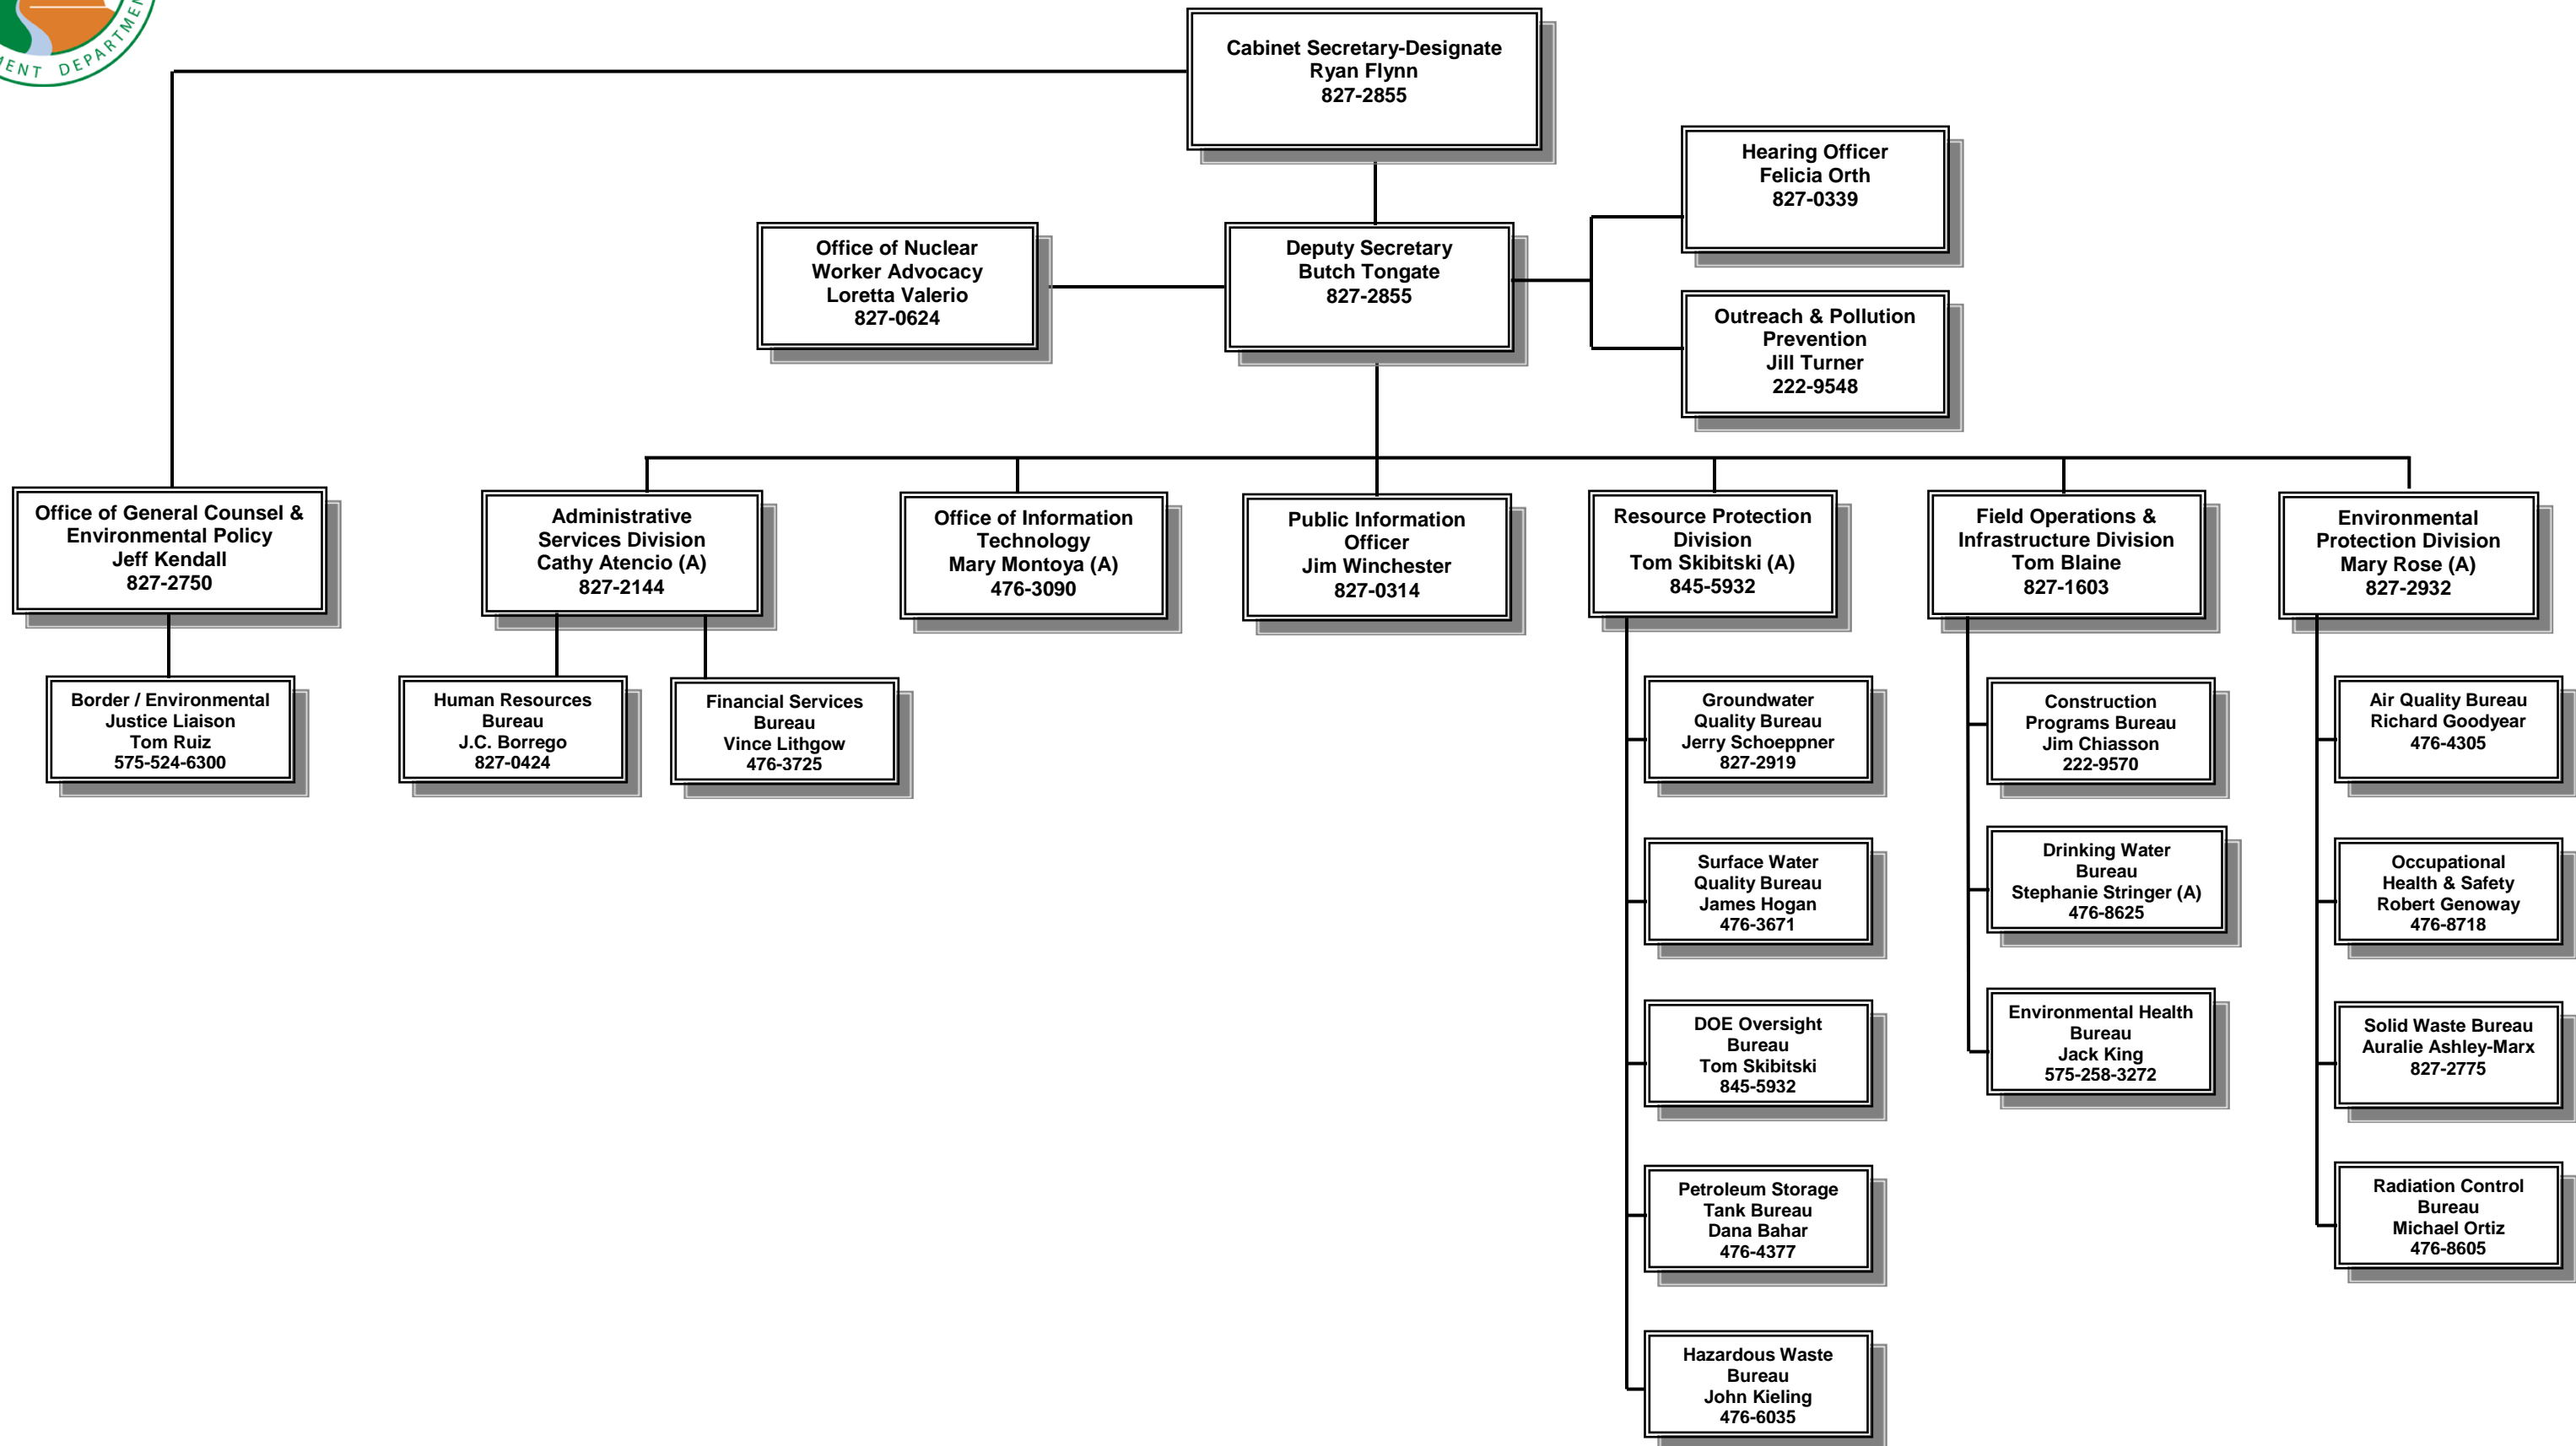 MENT DEPARTMEN
Cabinet Secretary-Designate
Ryan Flynn
827-2855
Hearing Officer
Felicia Orth
827-0339
Office of Nuclear
Worker Advocacy
Loretta Valerio
827-0624
Deputy Secretary
Butch Tongate
827-2855
Outreach & Pollution
Prevention
Jill Turner
222-9548
Office of General Counsel &
Environmental Policy
Jeff Kendall
827-2750
Administrative
Services Division
Cathy Atencio (A)
827-2144
Office of Information
Technology
Mary Montoya (A)
476-3090
Public Information
Officer
Jim Winchester
827-0314
Resource Protection
Division
Tom Skibitski (A)
845-5932
Field Operations &
Infrastructure Division
Tom Blaine
827-1603
Environmental
Protection Division
Mary Rose (A)
827-2932
Border / Environmental
Justice Liaison
Tom Ruiz
575-524-6300
Human Resources
Bureau
J.C. Borrego
827-0424
Financial Services
Bureau
Vince Lithgow
476-3725
Groundwater
Quality Bureau
Jerry Schoeppner
827-2919
Construction
Programs Bureau
Jim Chiasson
222-9570
Air Quality Bureau
Richard Goodyear
476-4305
Surface Water
Quality Bureau
James Hogan
476-3671
Drinking Water
Bureau
Stephanie Stringer (A)
476-8625
Occupational
Health & Safety
Robert Genoway
476-8718
DOE Oversight
Bureau
Tom Skibitski
845-5932
Environmental Health
Bureau
Jack King
575-258-3272
Solid Waste Bureau
Auralie Ashley-Marx
827-2775
Petroleum Storage
Tank Bureau
Dana Bahar
476-4377
Radiation Control
Bureau
Michael Ortiz
476-8605
Hazardous Waste
Bureau
John Kieling
476-6035